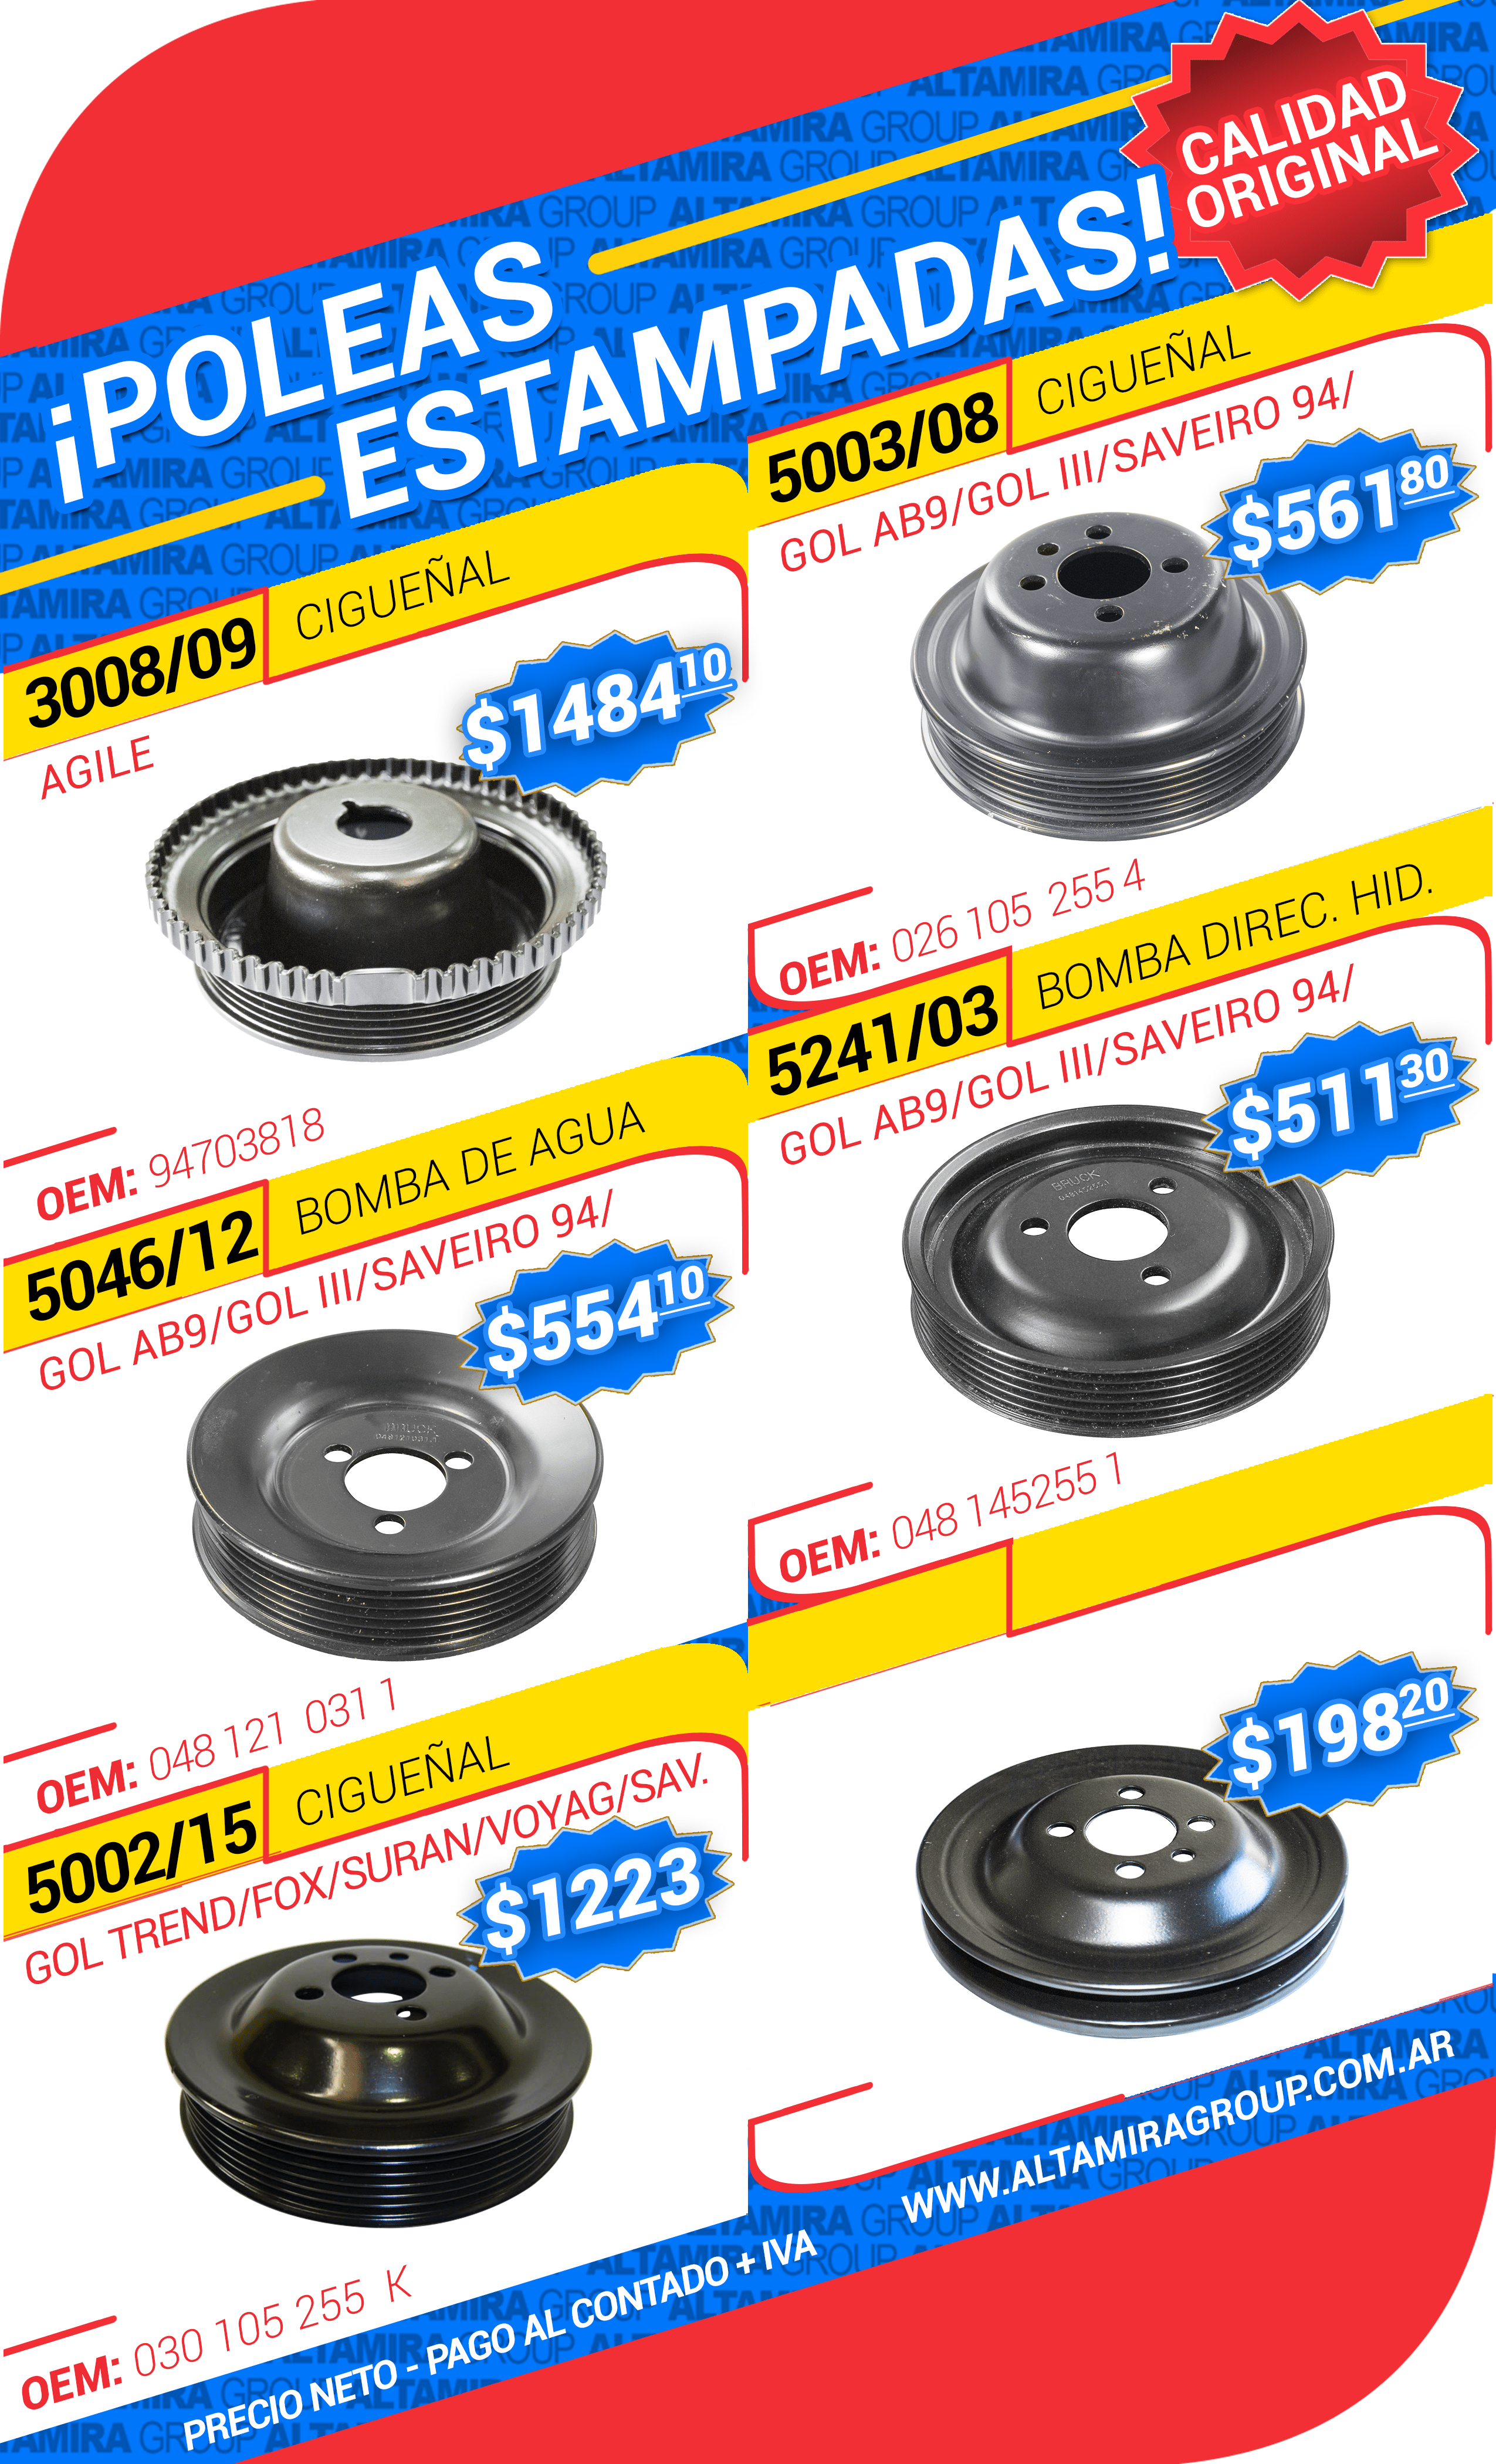 CALIDAD
ORIGINAL
¡POLEAS
ESTAMPADAS!
3008/09
CIGUEÑAL
AGILE
$1484 10
OEM: 94703818
5046/12
BOMBA DE AGUA
GOL AB9/GOL III/SAVEIRO 94/
$554 10
BRUCK
OEM: 048 121 031 1
5002/15
CIGUEÑAL
GOL TREND/FOX/SURAN/VOYAG/SAV.
$1223
OEM: 030 105 255 K
5003/08
CIGUEÑAL
GOL AB9/GOL III/SAVEIRO 94/
$561 80
OEM: 026 105 255 4
5241/03
BOMBA DIREC. HID.
GOL AB9/GOL III/SAVEIRO 94/
$511 30
BRUCK
OEM: 048 145255 1
$198 20
WWW.ALTAMIRAGROUP.COM.AR
PRECIO NETO - PAGO AL CONTADO + IVA
ALTAMIRA GROUP